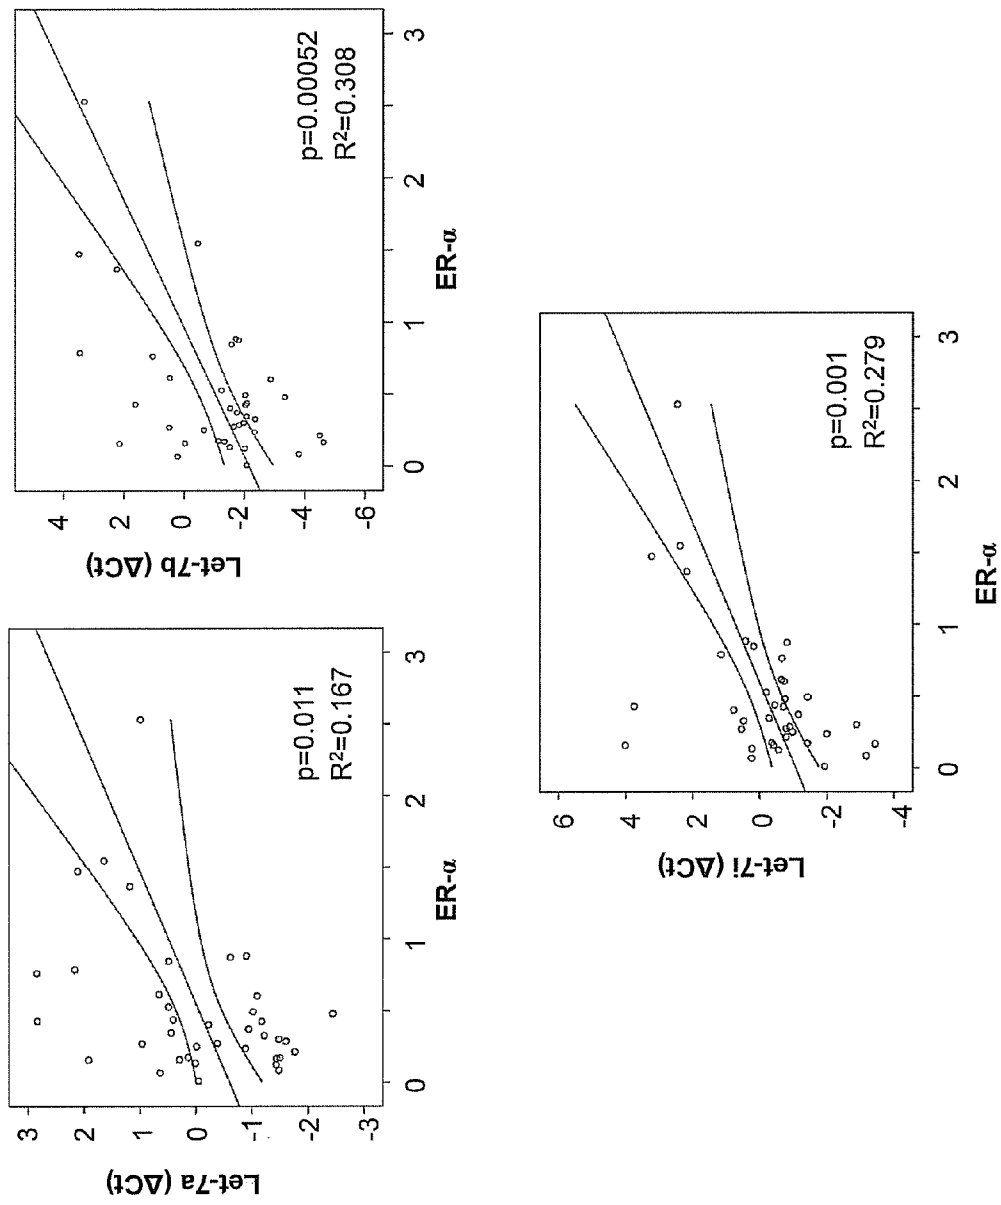 Let-7a (ΔCt)
3
2
1
0
-1
-2
-3
p=0.011
R²=0.167
0
1
2
3
ER-α
Let-7b (ΔCt)
4
2
0
-2
-4
-6
p=0.00052
R²=0.308
0
1
2
3
ER-α
Let-7i (ΔCt)
6
4
2
0
-2
-4
p=0.001
R²=0.279
0
1
2
3
ER-α